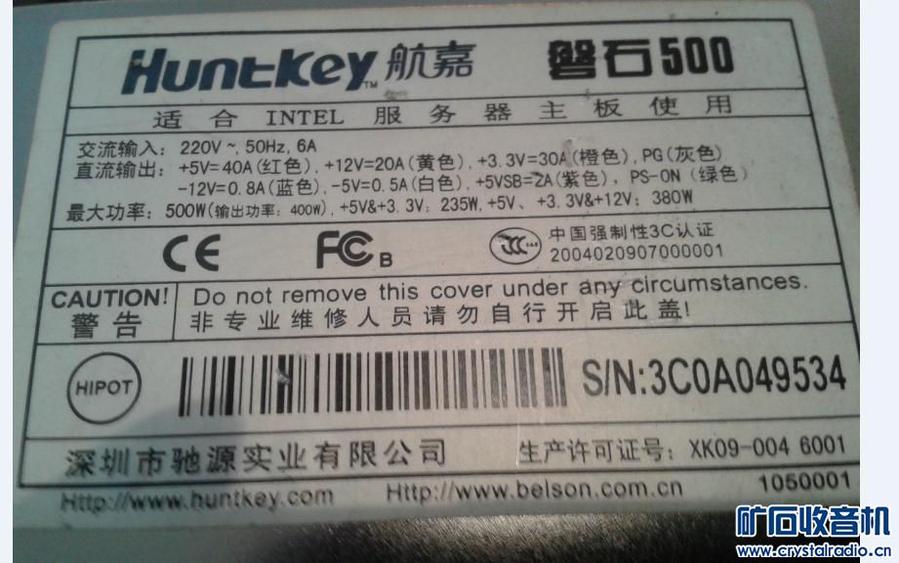 Huntkey™ 航嘉 磐石500
适合 INTEL 服务器主板使用
交流输入: 220V ~, 50Hz, 6A
直流输出: +5V=40A(红色), +12V=20A(黄色), +3.3V=30A(橙色), PG(灰色)
-12V=0.8A(蓝色), -5V=0.5A(白色), +5VSB=2A(紫色), PS-ON (绿色)
最大功率: 500W(输出功率: 400W), +5V&+3.3V: 235W, +5V、+3.3V&+12V: 380W
CE FC B CCC 中国强制性3C认证
2004020907000001
CAUTION! Do not remove this cover under any circumstances.
警告 非专业维修人员请勿自行开启此盖!
HIPOT S/N:3C0A049534
深圳市驰源实业有限公司 生产许可证号: XK09-004 6001
Http://www.huntkey.com Http://www.belson.com.cn 1050001
矿石收音机
www.crystalradio.cn